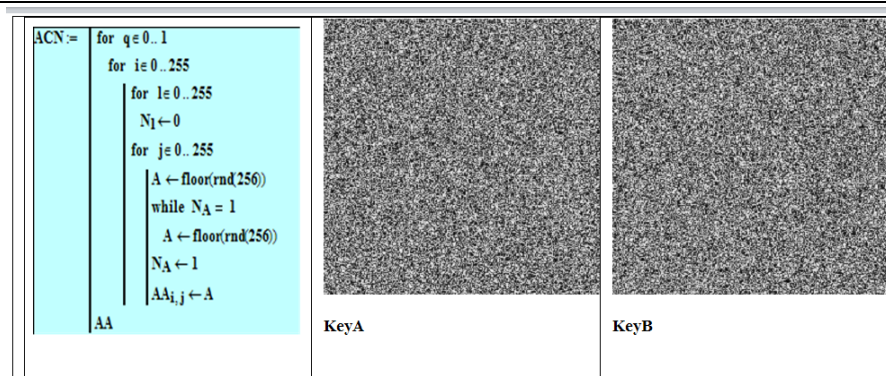 ACN := for q∈0..1
for i∈0..255
for l∈0..255
N_l←0
for j∈0..255
A←floor(rnd(256))
while N_A = 1
A←floor(rnd(256))
N_A←1
AA_i,j←A
AA
KeyA
KeyB